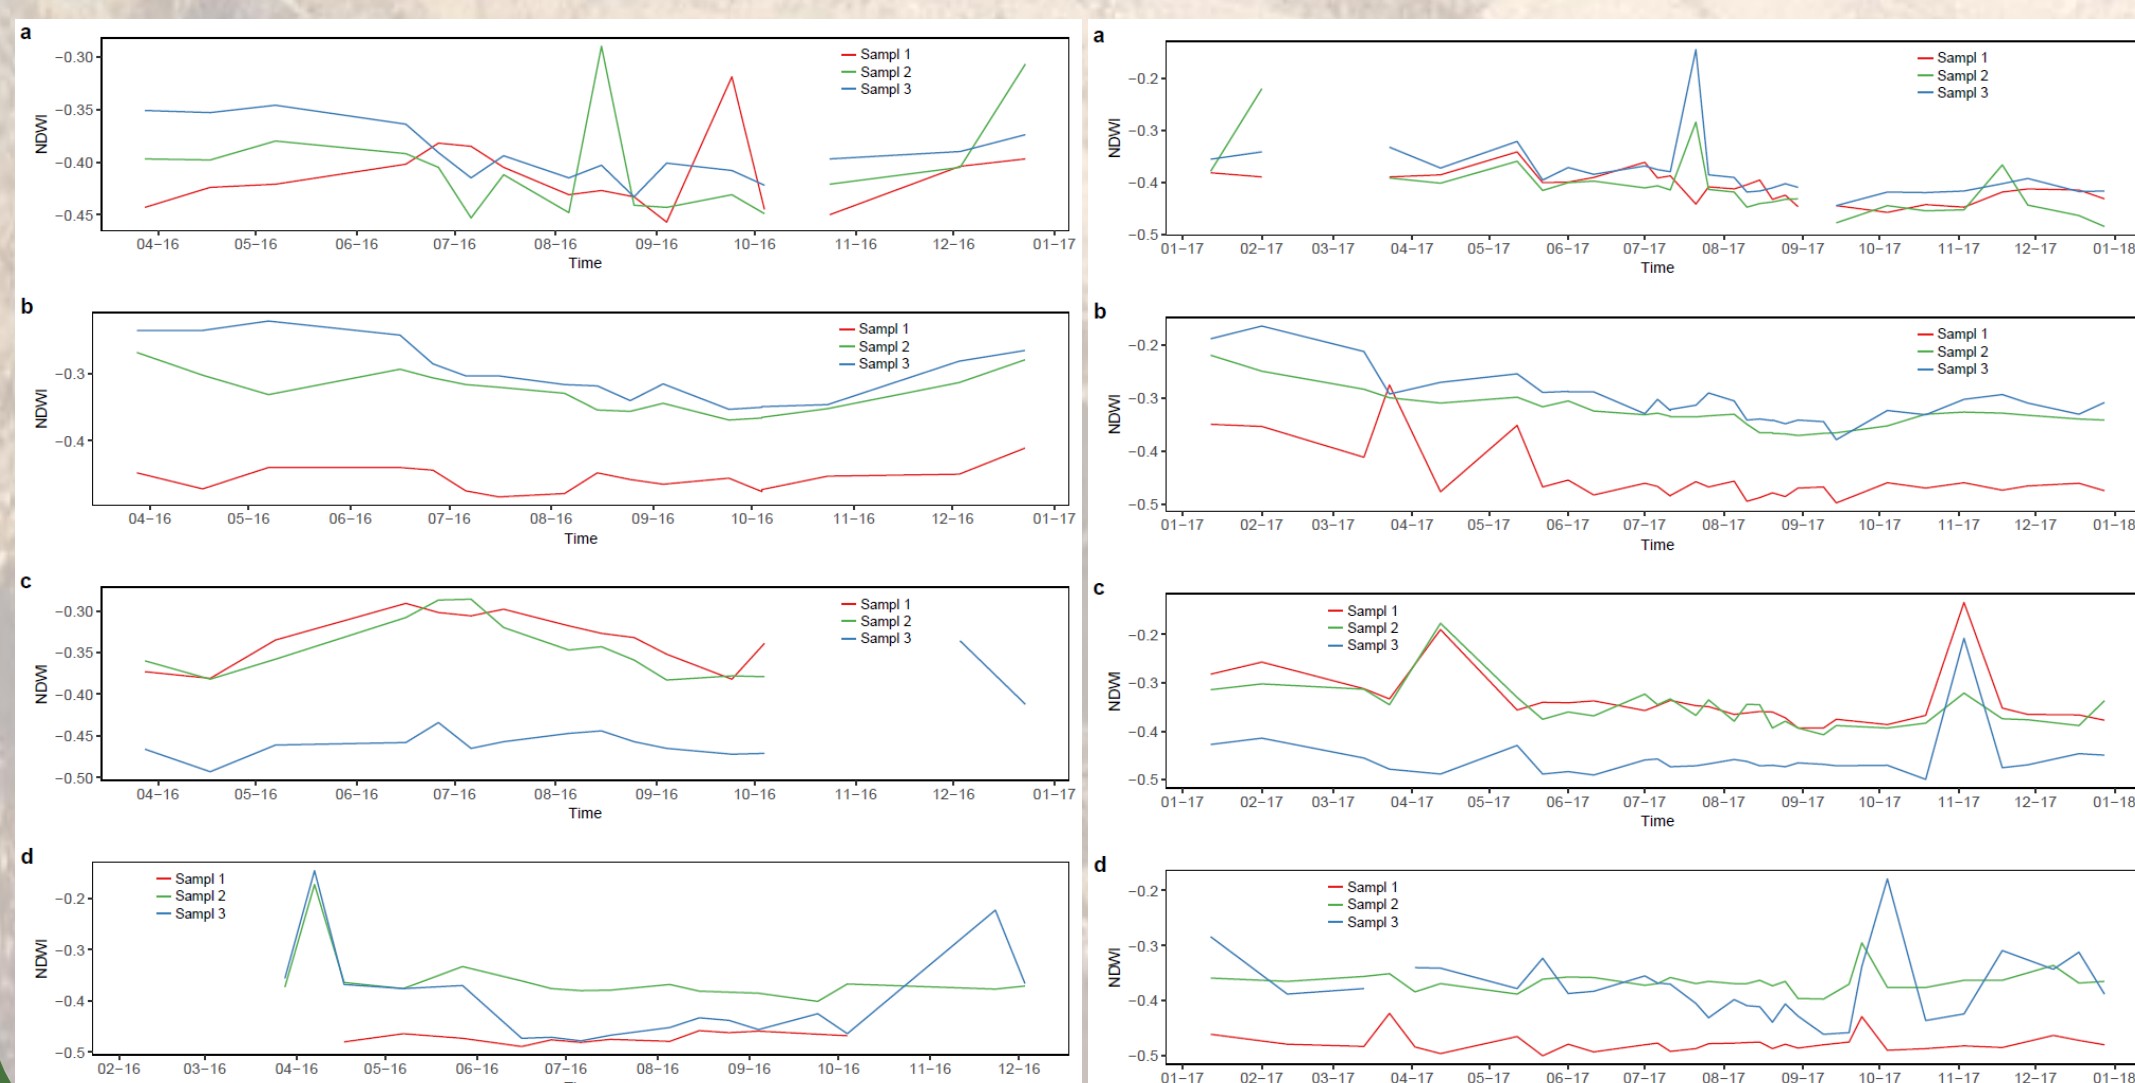 a
−0.30
−0.35
−0.40
−0.45
NDWI
Sampl 1
Sampl 2
Sampl 3
04−16 05−16 06−16 07−16 08−16 09−16 10−16 11−16 12−16 01−17
Time
b
−0.3
−0.4
NDWI
Sampl 1
Sampl 2
Sampl 3
04−16 05−16 06−16 07−16 08−16 09−16 10−16 11−16 12−16 01−17
Time
c
−0.30
−0.35
−0.40
−0.45
−0.50
NDWI
Sampl 1
Sampl 2
Sampl 3
04−16 05−16 06−16 07−16 08−16 09−16 10−16 11−16 12−16 01−17
Time
d
−0.2
−0.3
−0.4
−0.5
NDWI
Sampl 1
Sampl 2
Sampl 3
02−16 03−16 04−16 05−16 06−16 07−16 08−16 09−16 10−16 11−16 12−16
a
−0.2
−0.3
−0.4
−0.5
NDWI
Sampl 1
Sampl 2
Sampl 3
01−17 02−17 03−17 04−17 05−17 06−17 07−17 08−17 09−17 10−17 11−17 12−17 01−18
Time
b
−0.2
−0.3
−0.4
−0.5
NDWI
Sampl 1
Sampl 2
Sampl 3
01−17 02−17 03−17 04−17 05−17 06−17 07−17 08−17 09−17 10−17 11−17 12−17 01−18
Time
c
−0.2
−0.3
−0.4
−0.5
NDWI
Sampl 1
Sampl 2
Sampl 3
01−17 02−17 03−17 04−17 05−17 06−17 07−17 08−17 09−17 10−17 11−17 12−17 01−18
Time
d
−0.2
−0.3
−0.4
−0.5
NDWI
Sampl 1
Sampl 2
Sampl 3
01−17 02−17 03−17 04−17 05−17 06−17 07−17 08−17 09−17 10−17 11−17 12−17 01−18